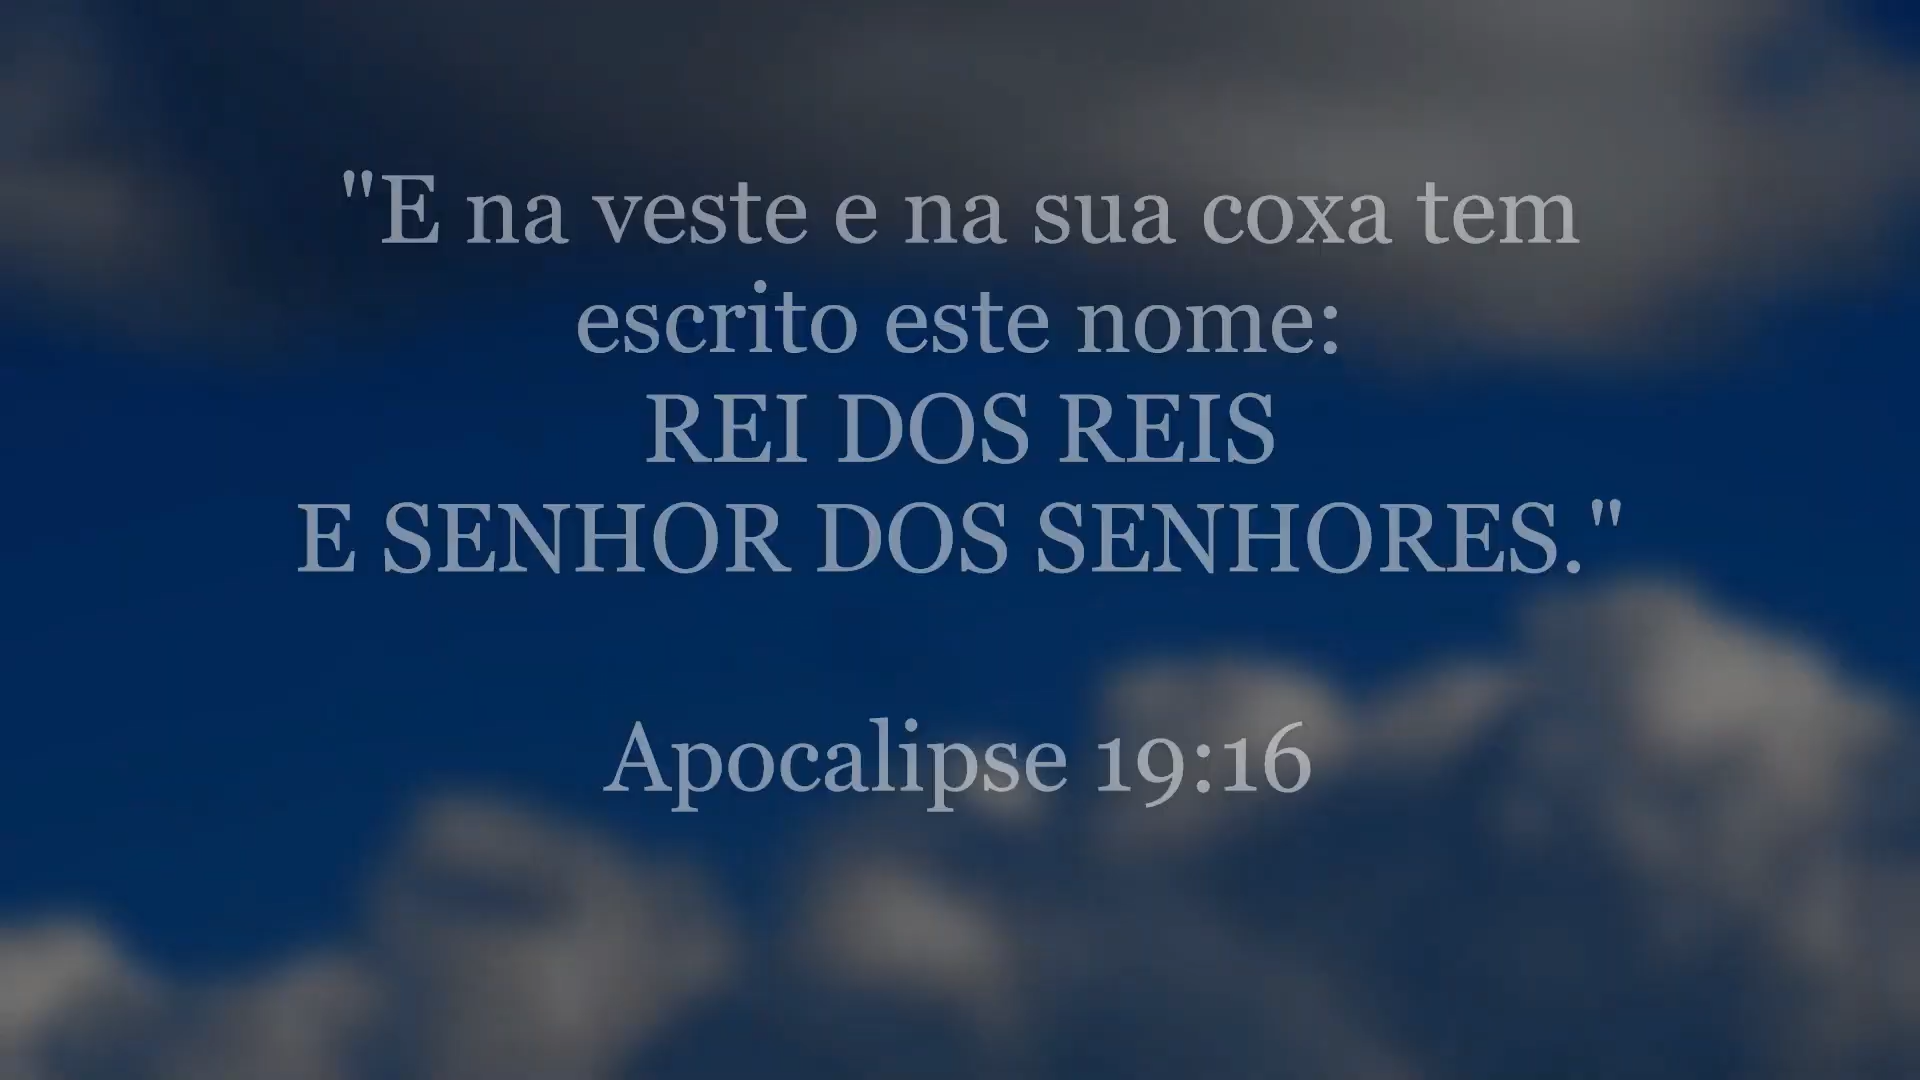 "E na veste e na sua coxa tem
escrito este nome:
REI DOS REIS
E SENHOR DOS SENHORES."
Apocalipse 19:16